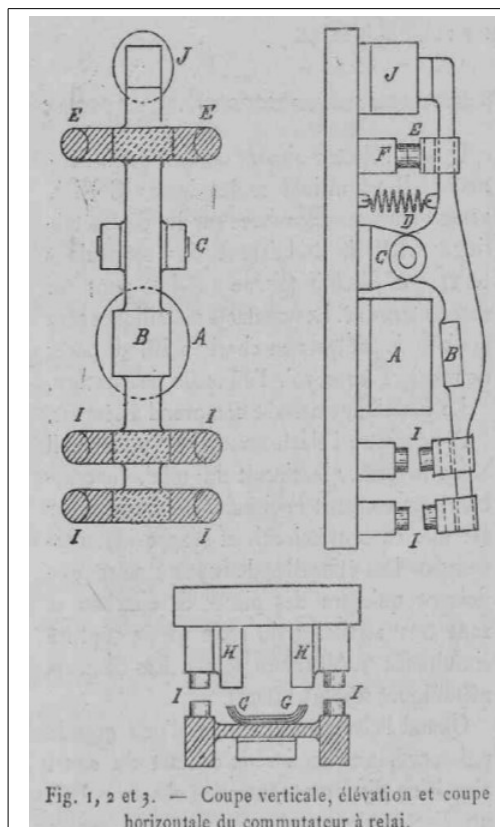 J
J
E E
E
F
D
C
C
B A
A B
I I
I
I I
I
H H
I I
G G
Fig. 1, 2 et 3. — Coupe verticale, élévation et coupe
horizontale du commutateur à relai.